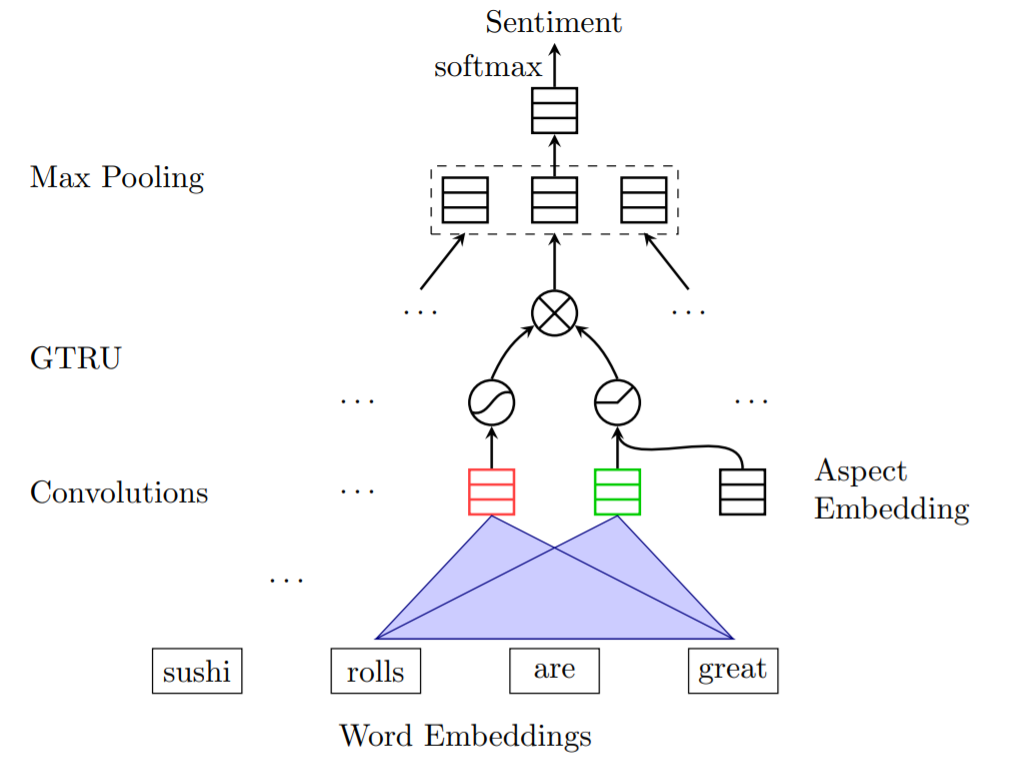 Sentiment
softmax
Max Pooling
. . .
. . .
GTRU
. . .
. . .
Convolutions
. . .
Aspect
Embedding
. . .
sushi
rolls
are
great
Word Embeddings